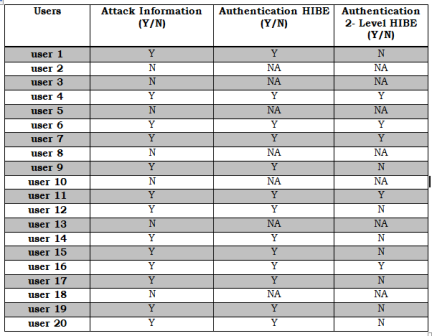 Users Attack Information Authentication HIBE Authentication
(Y/N) (Y/N) 2- Level HIBE
(Y/N)
user 1 Y Y N
user 2 N NA NA
user 3 N NA NA
user 4 Y Y Y
user 5 N NA NA
user 6 Y Y Y
user 7 Y Y Y
user 8 N NA NA
user 9 Y Y N
user 10 N NA NA
user 11 Y Y Y
user 12 Y Y N
user 13 N NA NA
user 14 Y Y N
user 15 Y Y N
user 16 Y Y Y
user 17 Y Y N
user 18 N NA NA
user 19 Y Y N
user 20 Y Y N